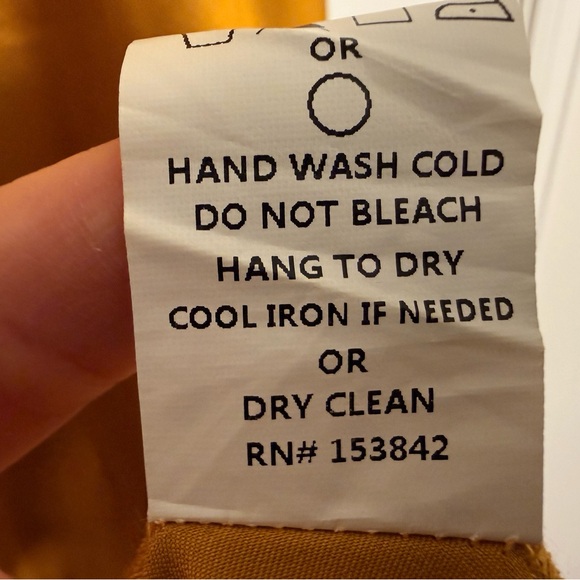 OR
HAND WASH COLD
DO NOT BLEACH
HANG TO DRY
COOL IRON IF NEEDED
OR
DRY CLEAN
RN# 153842